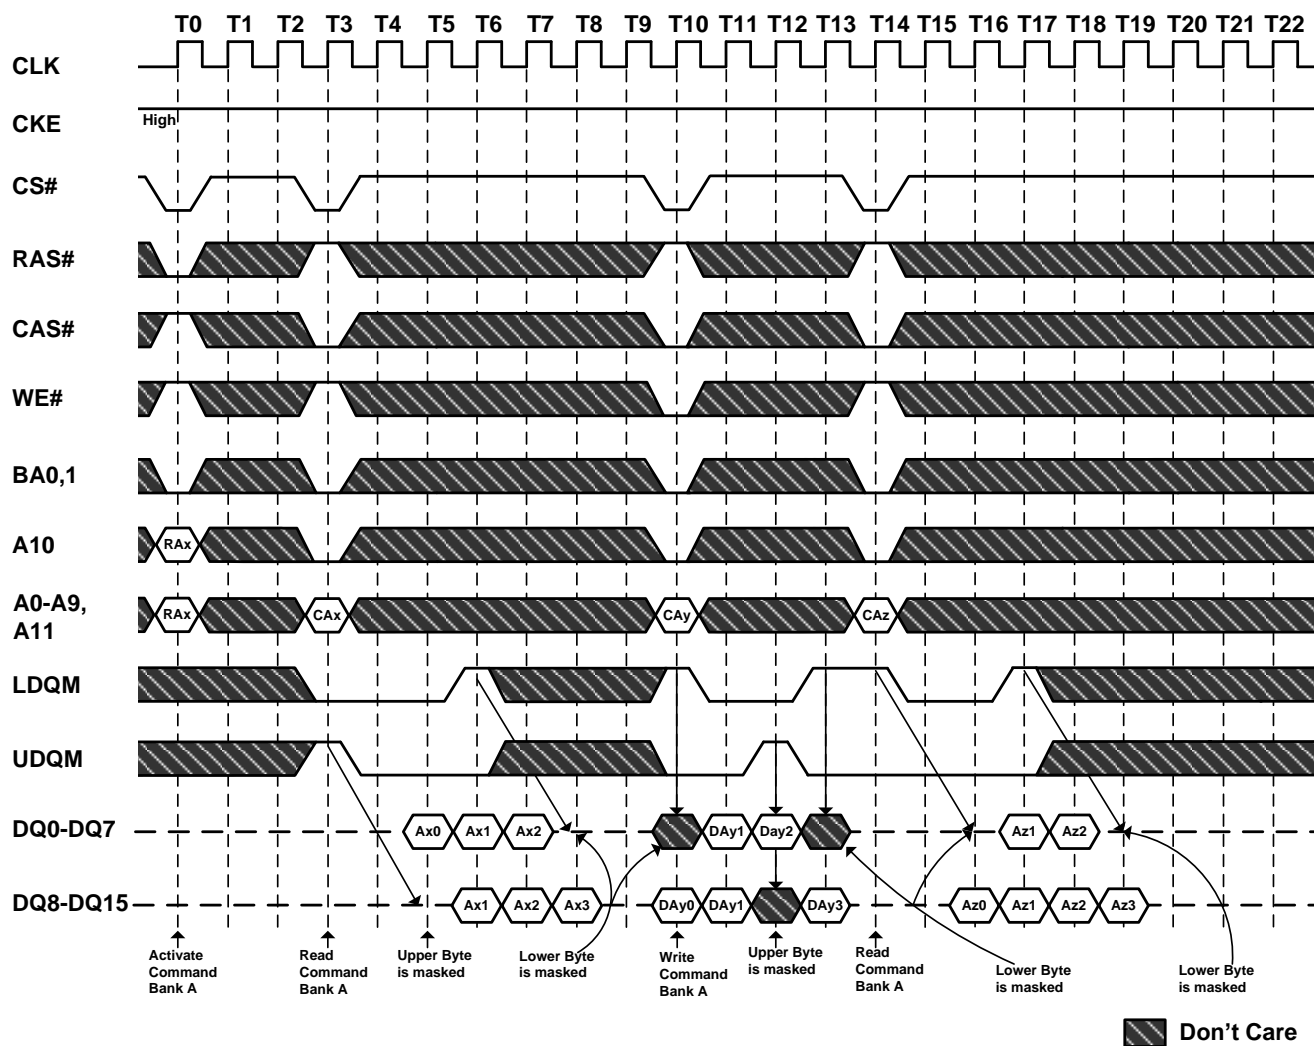 T0 T1 T2 T3 T4 T5 T6 T7 T8 T9 T10 T11 T12 T13 T14 T15 T16 T17 T18 T19 T20 T21 T22
CLK
CKE
High
CS#
RAS#
CAS#
WE#
BA0,1
A10
RAx
A0-A9,
A11
RAx CAx CAy CAz
LDQM
UDQM
DQ0-DQ7
Ax0 Ax1 Ax2 DAy1 Day2 Az1 Az2
DQ8-DQ15
Ax1 Ax2 Ax3 DAy0 DAy1 DAy3 Az0 Az1 Az2 Az3
Activate
Command
Bank A
Read
Command
Bank A
Upper Byte
is masked
Lower Byte
is masked
Write
Command
Bank A
Upper Byte
is masked
Read
Command
Bank A
Lower Byte
is masked
Lower Byte
is masked
Don't Care